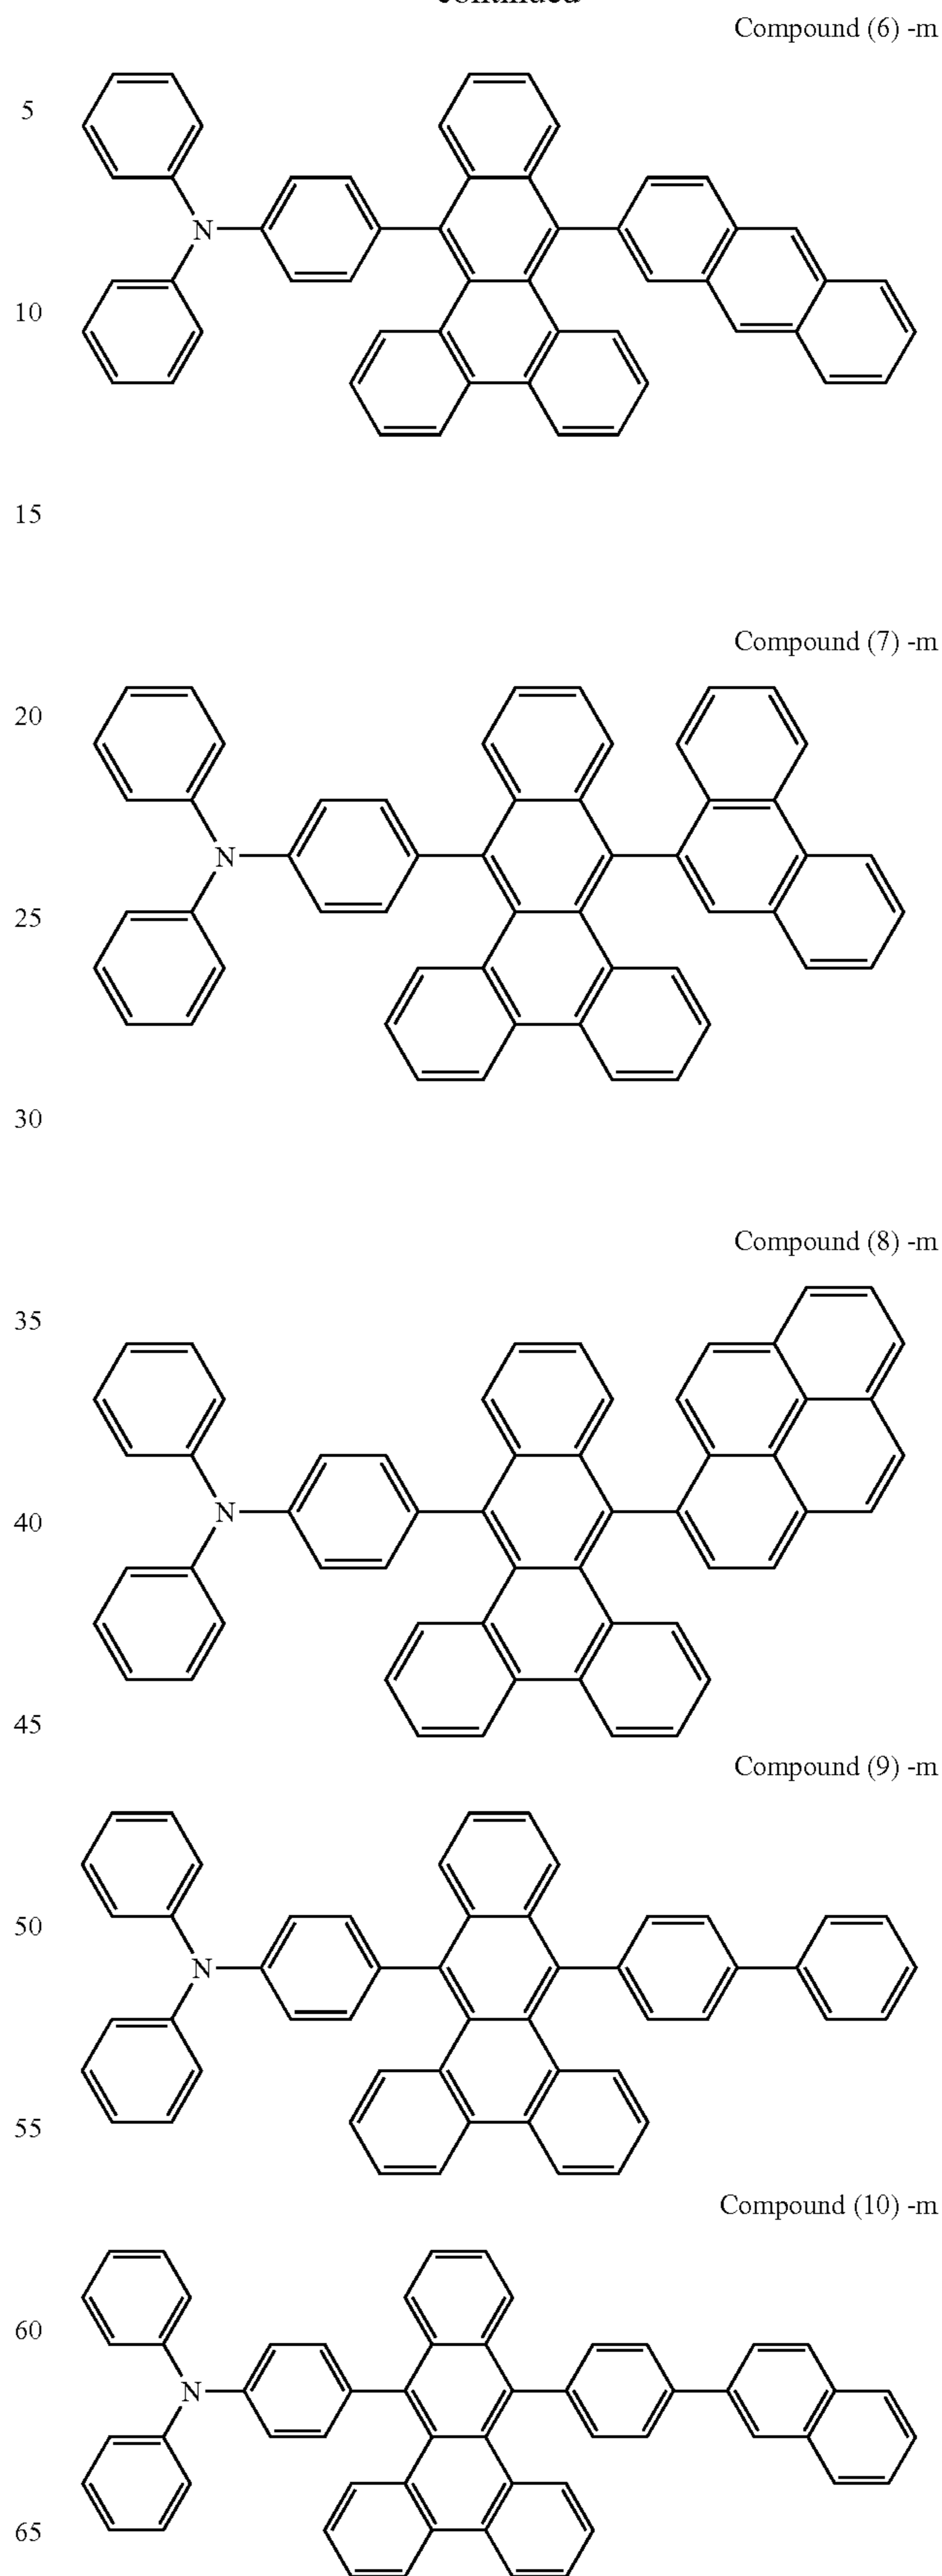 continued
Compound (6) -m
5
N
10
15
Compound (7) -m
20
N
25
30
Compound (8) -m
35
N
40
45
Compound (9) -m
50
N
55
Compound (10) -m
60
N
65